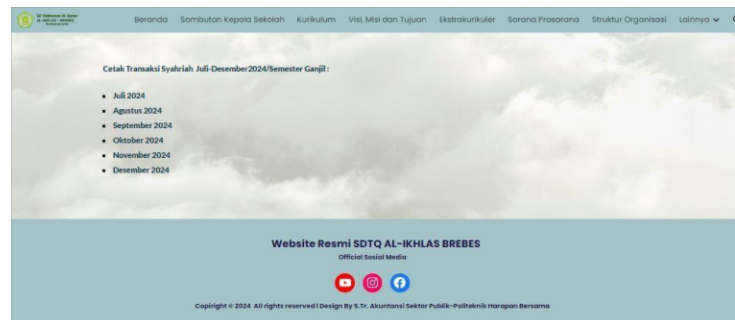 Beranda Sambutan Kepala Sekolah Kurikulum Visi, Misi dan Tujuan Ekstrakurikuler Sarana Prasarana Struktur Organisasi Lainnya
Cetak Transaksi Syahriah Juli-Desember2024/Semester Ganjil :
Juli 2024
Agustus 2024
September 2024
Oktober 2024
November 2024
Desember 2024
Website Resmi SDTQ AL-IKHLAS BREBES
Official Sosial Media
Copiright © 2024 All rights reserved I Design By S.Tr. Akuntansi Sektor Publik-Politeknik Harapan Bersama